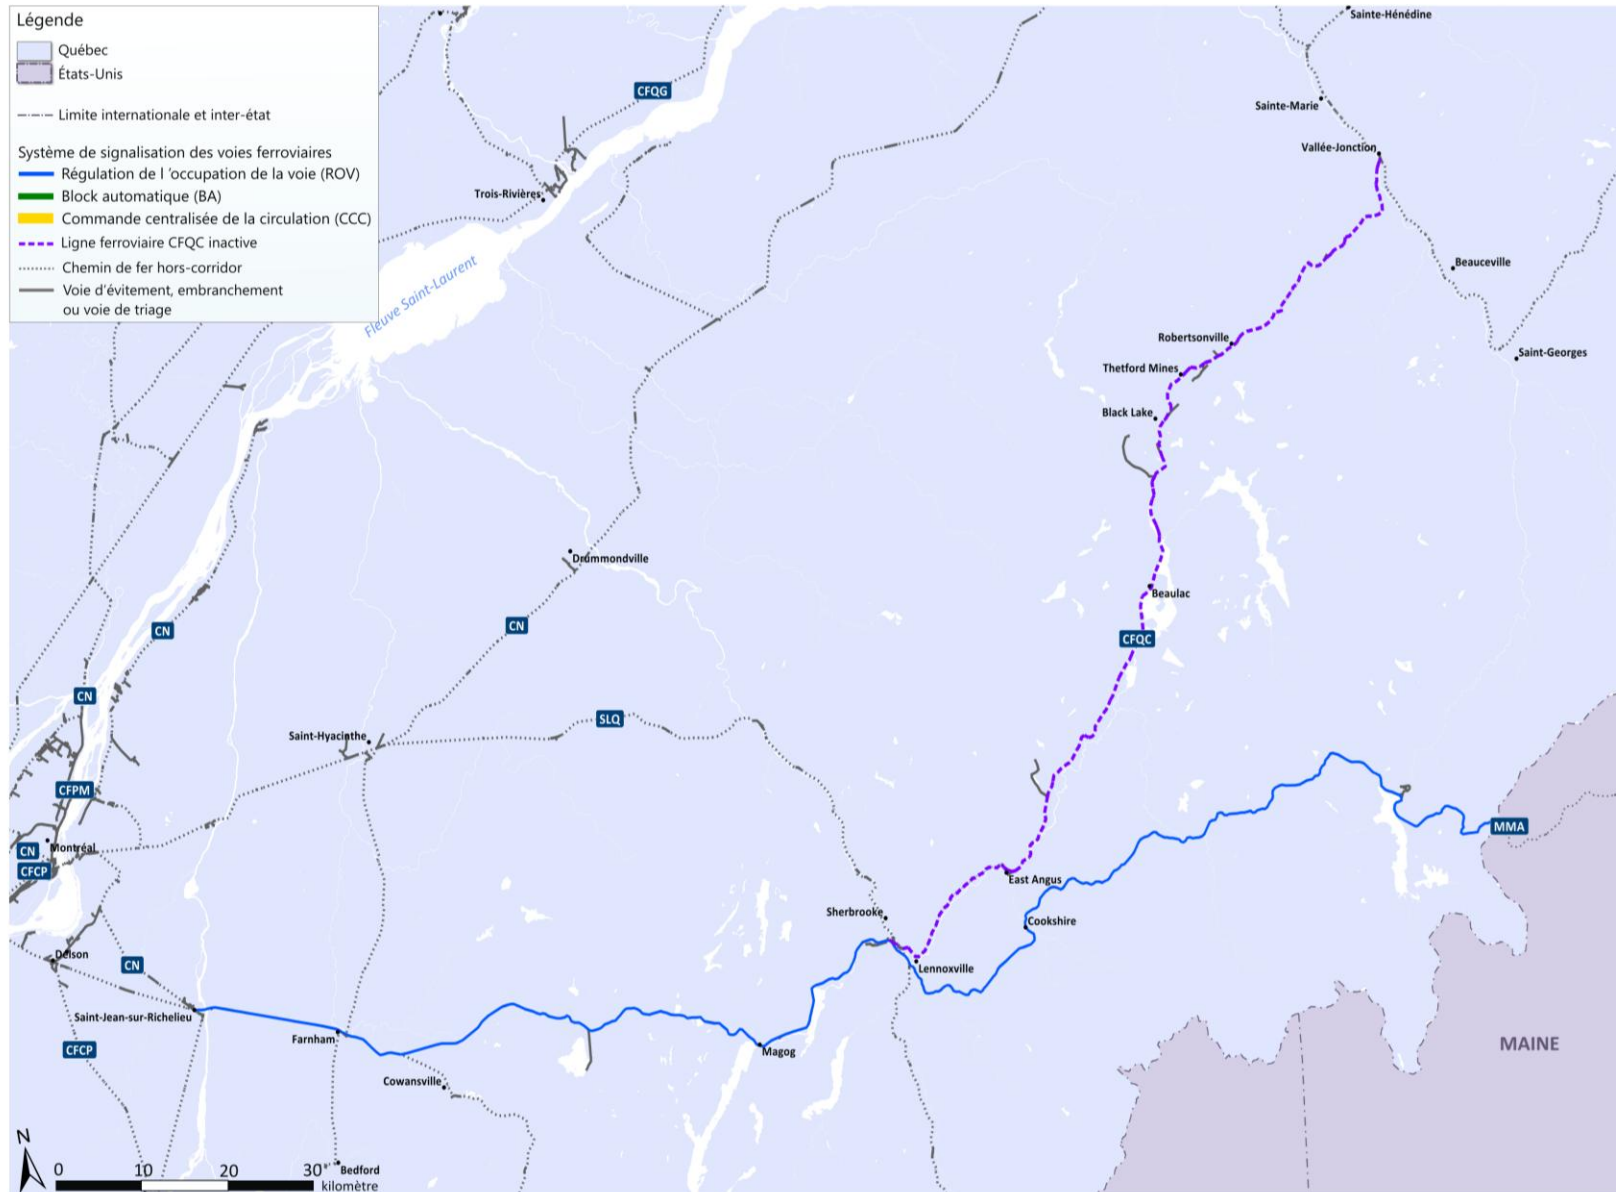 Légende
Québec
États-Unis
Limite internationale et inter-état
Système de signalisation des voies ferroviaires
Régulation de l 'occupation de la voie (ROV)
Block automatique (BA)
Commande centralisée de la circulation (CCC)
Ligne ferroviaire CFQC inactive
Chemin de fer hors-corridor
Voie d'évitement, embranchement
ou voie de triage
Sainte-Hénédine
CFQG
Sainte-Marie
Vallée-Jonction
Trois-Rivières
Beauceville
Fleuve Saint-Laurent
Robertsonville
Saint-Georges
Thetford Mines
Black Lake
Drummondville
Beaulac
CN
CN
CFQC
CN
SLQ
Saint-Hyacinthe
CFPM
MMA
Montréal
CN
CFCP
East Angus
Sherbrooke
Cookshire
Delson
CN
Lennoxville
Saint-Jean-sur-Richelieu
Farnham
MAINE
CFCP
Magog
Cowansville
N
0 10 20 30
kilomètre
Bedford